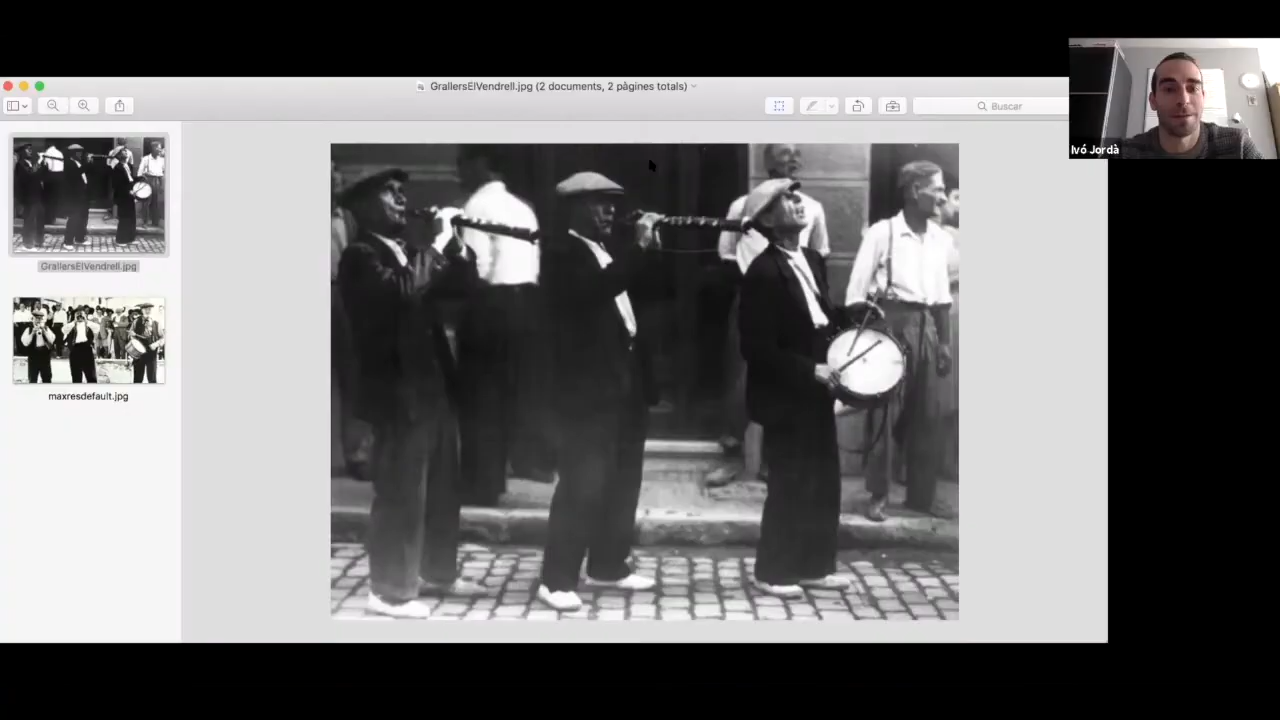 GrallersElVendrell.jpg (2 documents, 2 pàgines totals)
Buscar
Ivó Jordà
GrallersElVendrell.jpg
maxresdefault.jpg